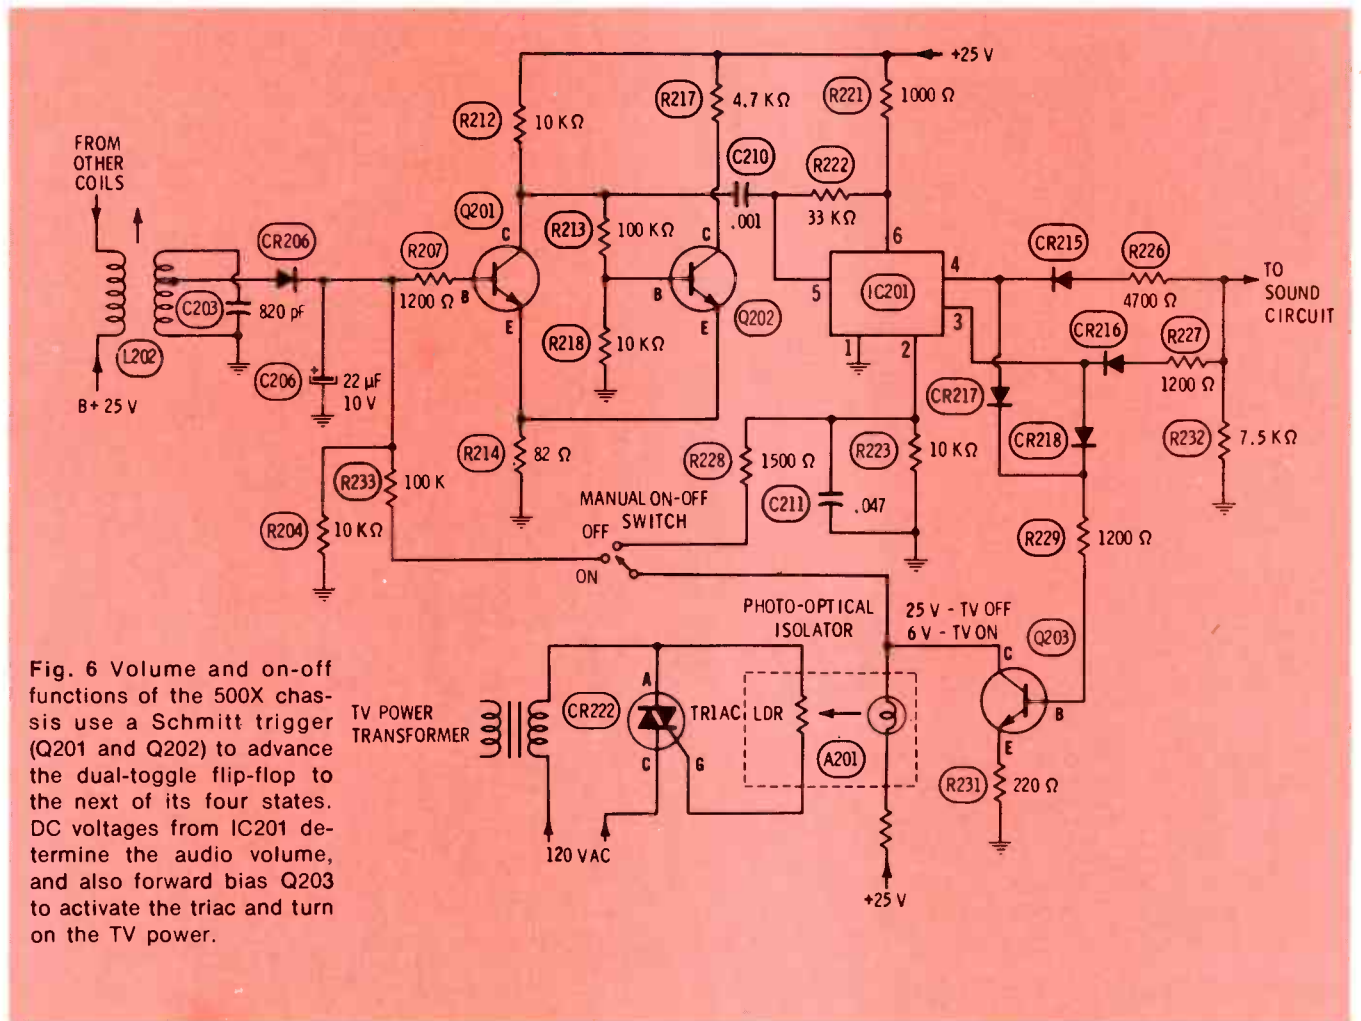 +25 V
R217
4.7 KΩ
R221
1000 Ω
R212
10 KΩ
FROM
OTHER
COILS
C210
.001
R222
33 KΩ
Q201
C
B
E
R213
100 KΩ
CR206
R207
1200 Ω
C
B
E
Q202
6
5
IC201
4
3
1
2
CR215
R226
4700 Ω
TO
SOUND
CIRCUIT
C203
820 pF
L202
B+ 25 V
C206
+
22 µF
10 V
R218
10 KΩ
CR216
R227
1200 Ω
CR217
CR218
R232
7.5 KΩ
R214
82 Ω
R228
1500 Ω
R223
10 KΩ
C211
.047
R233
100 K
R204
10 KΩ
MANUAL ON-OFF
SWITCH
OFF
ON
R229
1200 Ω
PHOTO-OPTICAL
ISOLATOR
25 V - TV OFF
6 V - TV ON
Q203
C
B
E
R231
220 Ω
TV POWER
TRANSFORMER
CR222
A
C
G
TRIAC
LDR
A201
120 VAC
+25 V
Fig. 6 Volume and on-off
functions of the 500X chas-
sis use a Schmitt trigger
(Q201 and Q202) to advance
the dual-toggle flip-flop to
the next of its four states.
DC voltages from IC201 de-
termine the audio volume,
and also forward bias Q203
to activate the triac and turn
on the TV power.